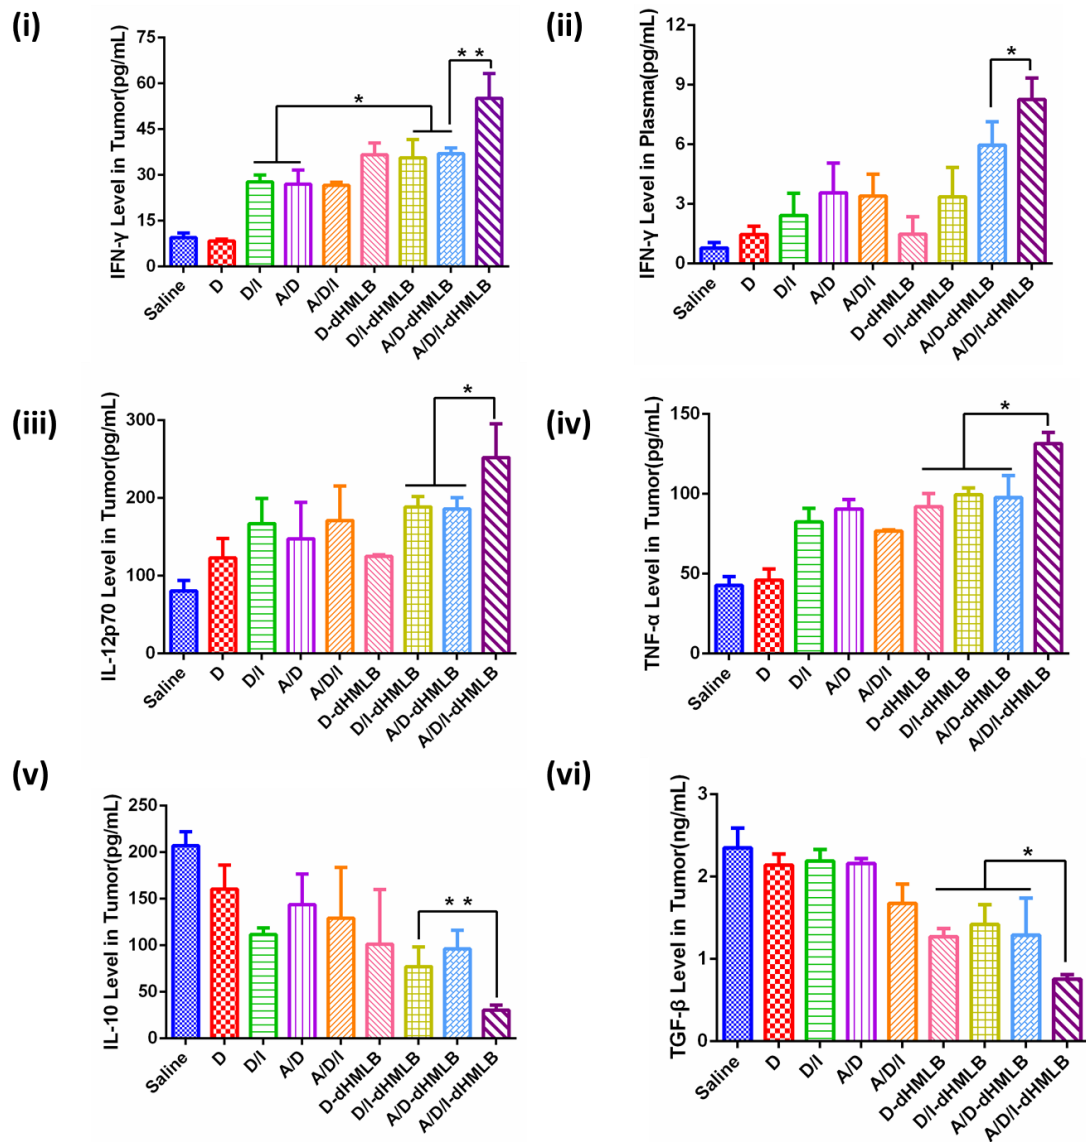 (i)
IFN-γ Level in Tumor(pg/mL)
75
60
45
30
15
0
*
* *
Saline
D
D/I
A/D
A/D/I
D-dHMLB
D/I-dHMLB
A/D-dHMLB
A/D/I-dHMLB
(ii)
IFN-γ Level in Plasma(pg/mL)
12
9
6
3
0
*
Saline
D
D/I
A/D
A/D/I
D-dHMLB
D/I-dHMLB
A/D-dHMLB
A/D/I-dHMLB
(iii)
IL-12p70 Level in Tumor(pg/mL)
300
200
100
0
*
Saline
D
D/I
A/D
A/D/I
D-dHMLB
D/I-dHMLB
A/D-dHMLB
A/D/I-dHMLB
(iv)
TNF-α Level in Tumor(pg/mL)
150
100
50
0
*
Saline
D
D/I
A/D
A/D/I
D-dHMLB
D/I-dHMLB
A/D-dHMLB
A/D/I-dHMLB
(v)
IL-10 Level in Tumor(pg/mL)
250
200
150
100
50
0
* *
Saline
D
D/I
A/D
A/D/I
D-dHMLB
D/I-dHMLB
A/D-dHMLB
A/D/I-dHMLB
(vi)
TGF-β Level in Tumor(ng/mL)
3
2
1
0
*
Saline
D
D/I
A/D
A/D/I
D-dHMLB
D/I-dHMLB
A/D-dHMLB
A/D/I-dHMLB